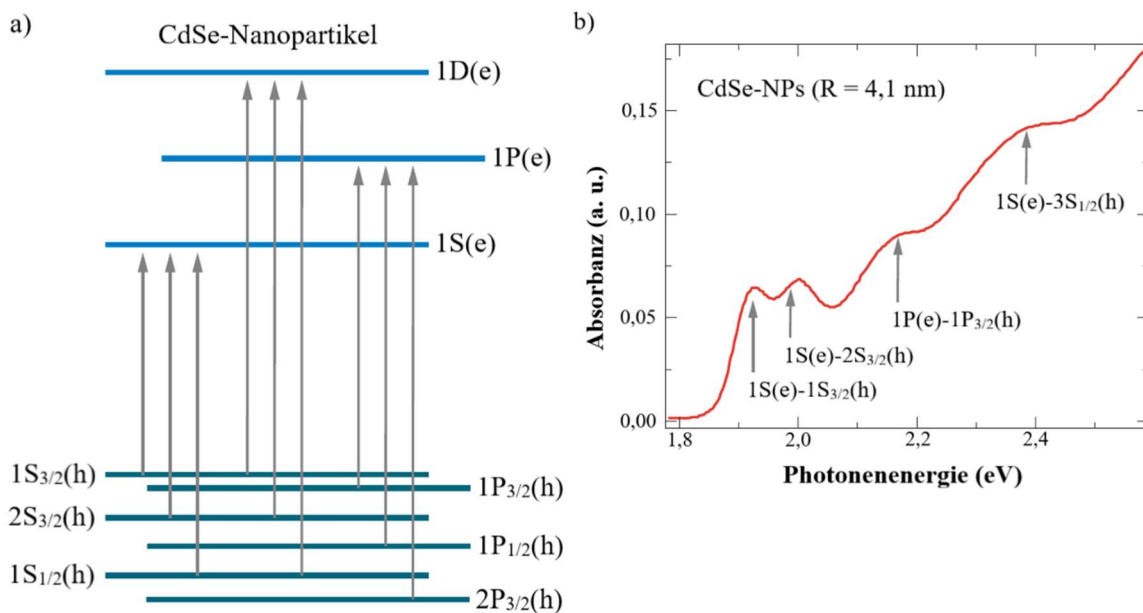 a)
CdSe-Nanopartikel
1D(e)
1P(e)
1S(e)
1S3/2(h)
1P3/2(h)
2S3/2(h)
1P1/2(h)
1S1/2(h)
2P3/2(h)
b)
CdSe-NPs (R = 4,1 nm)
Absorbanz (a. u.)
0,15
0,10
0,05
0,00
1S(e)-3S1/2(h)
1P(e)-1P3/2(h)
1S(e)-2S3/2(h)
1S(e)-1S3/2(h)
1,8 2,0 2,2 2,4
Photonenenergie (eV)